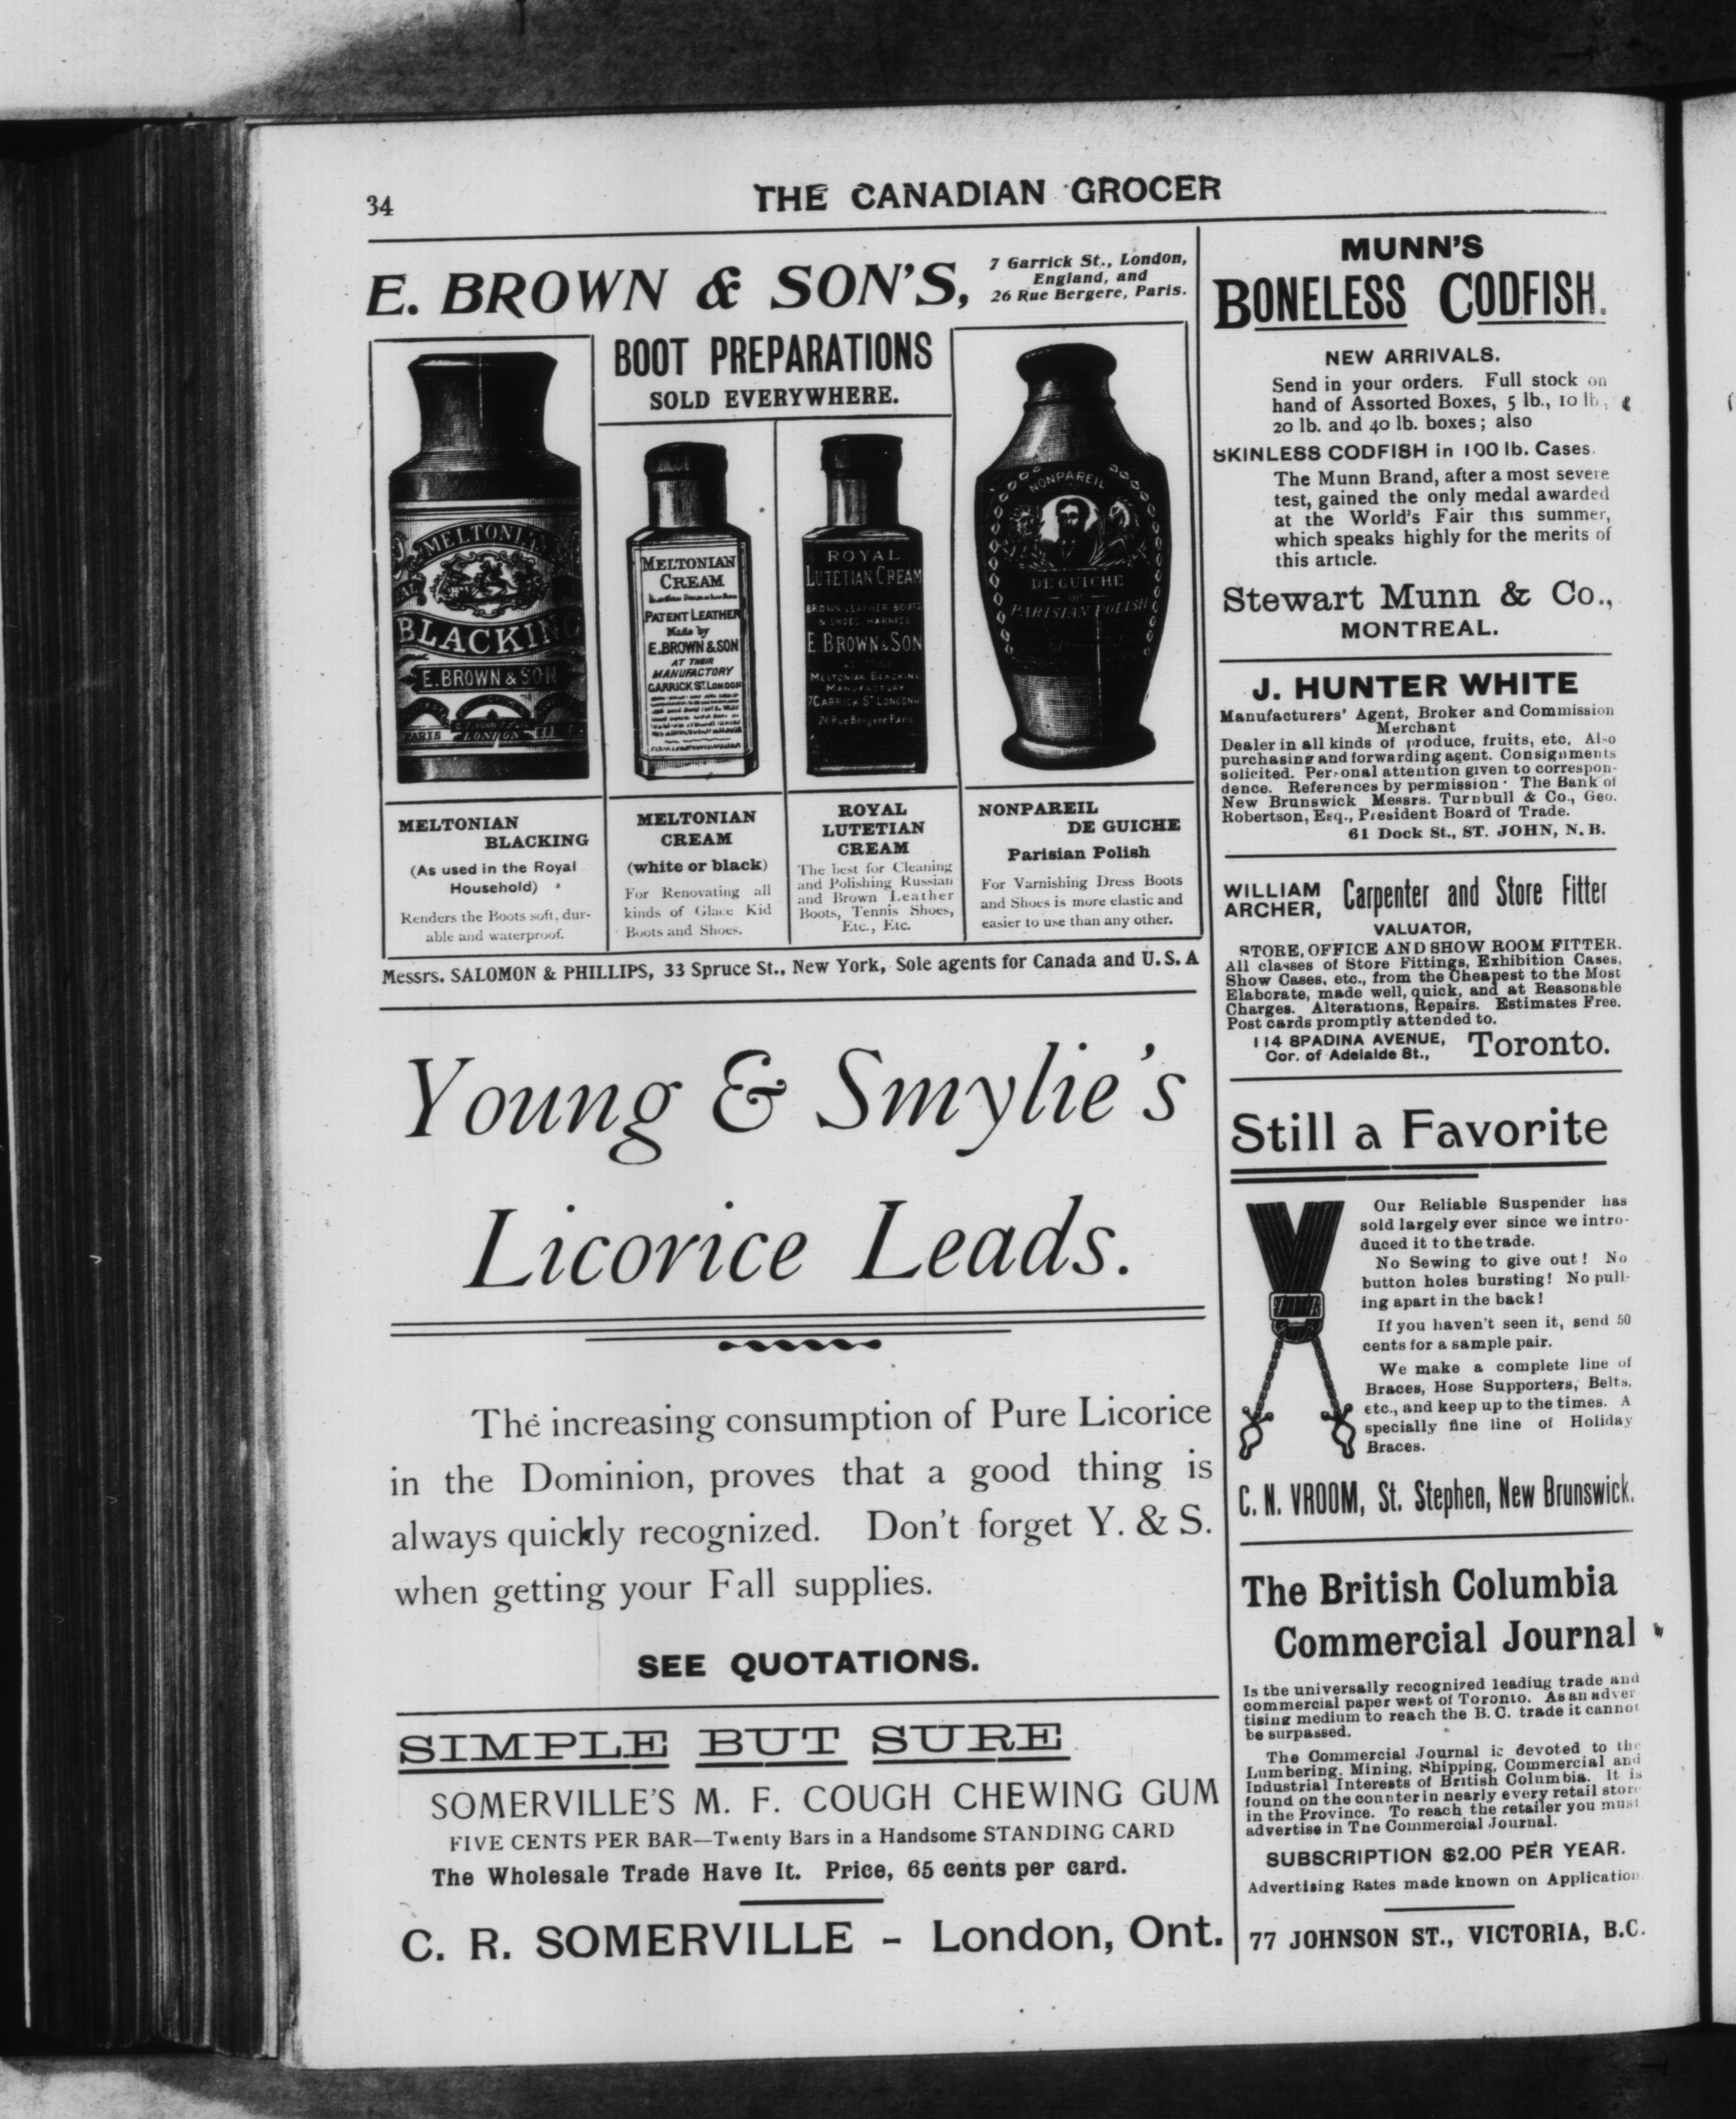 34
THE CANADIAN GROCER
E. BROWN & SON'S,
7 Garrick St., London,
England, and
26 Rue Bergere, Paris.
BOOT PREPARATIONS
SOLD EVERYWHERE.
MELTONI
BLACKING
E. BROWN & SON
PARIS
LONDON
MELTONIAN
CREAM
PATENT LEATHER
Made by
E. BROWN & SON
AT THEIR
MANUFACTORY
GARRICK ST. LONDON
ROYAL
LUTETIAN CREAM
BROWN LEATHER BOOTS
& SHOES HARNESS
E. BROWN & SON
MELTONIAN BLACKING
MANUFACTORY
7 GARRICK ST LONDON
26 Rue Bergere Paris
NONPAREIL
DE GUICHE
OR
PARISIAN POLISH
MELTONIAN
BLACKING
(As used in the Royal
Household)
Renders the Boots soft, dur-
able and waterproof.
MELTONIAN
CREAM
(white or black)
For Renovating all
kinds of Glace Kid
Boots and Shoes.
ROYAL
LUTETIAN
CREAM
The best for Cleaning
and Polishing Russian
and Brown Leather
Boots, Tennis Shoes,
Etc., Etc.
NONPAREIL
DE GUICHE
Parisian Polish
For Varnishing Dress Boots
and Shoes is more elastic and
easier to use than any other.
Messrs. SALOMON & PHILLIPS, 33 Spruce St., New York, Sole agents for Canada and U.S.A
Young & Smylie's
Licorice Leads.
The increasing consumption of Pure Licorice
in the Dominion, proves that a good thing is
always quickly recognized. Don't forget Y. & S.
when getting your Fall supplies.
SEE QUOTATIONS.
SIMPLE BUT SURE
SOMERVILLE'S M. F. COUGH CHEWING GUM
FIVE CENTS PER BAR—Twenty Bars in a Handsome STANDING CARD
The Wholesale Trade Have It. Price, 65 cents per card.
C. R. SOMERVILLE - London, Ont.
MUNN'S
BONELESS CODFISH.
NEW ARRIVALS.
Send in your orders. Full stock on
hand of Assorted Boxes, 5 lb., 10 lb.,
20 lb. and 40 lb. boxes; also
SKINLESS CODFISH in 100 lb. Cases.
The Munn Brand, after a most severe
test, gained the only medal awarded
at the World's Fair this summer,
which speaks highly for the merits of
this article.
Stewart Munn & Co.,
MONTREAL.
J. HUNTER WHITE
Manufacturers' Agent, Broker and Commission
Merchant
Dealer in all kinds of produce, fruits, etc. Also
purchasing and forwarding agent. Consignments
solicited. Personal attention given to correspon-
dence. References by permission: The Bank of
New Brunswick Messrs. Turnbull & Co., Geo.
Robertson, Esq., President Board of Trade.
61 Dock St., ST. JOHN, N.B.
WILLIAM
ARCHER,
Carpenter and Store Fitter
VALUATOR,
STORE, OFFICE AND SHOW ROOM FITTER.
All classes of Store Fittings, Exhibition Cases,
Show Cases, etc., from the Cheapest to the Most
Elaborate, made well, quick, and at Reasonable
Charges. Alterations, Repairs. Estimates Free.
Post cards promptly attended to.
114 SPADINA AVENUE,
Cor. of Adelaide St.,
Toronto.
Still a Favorite
Our Reliable Suspender has
sold largely ever since we intro-
duced it to the trade.
No Sewing to give out! No
button holes bursting! No pull-
ing apart in the back!
If you haven't seen it, send 50
cents for a sample pair.
We make a complete line of
Braces, Hose Supporters, Belts,
etc., and keep up to the times. A
specially fine line of Holiday
Braces.
C. N. VROOM, St. Stephen, New Brunswick.
The British Columbia
Commercial Journal
Is the universally recognized leading trade and
commercial paper west of Toronto. As an adver
tising medium to reach the B.C. trade it cannot
be surpassed.
The Commercial Journal is devoted to the
Lumbering, Mining, Shipping, Commercial and
Industrial Interests of British Columbia. It is
found on the counter in nearly every retail store
in the Province. To reach the retailer you must
advertise in The Commercial Journal.
SUBSCRIPTION $2.00 PER YEAR.
Advertising Rates made known on Application
77 JOHNSON ST., VICTORIA, B.C.